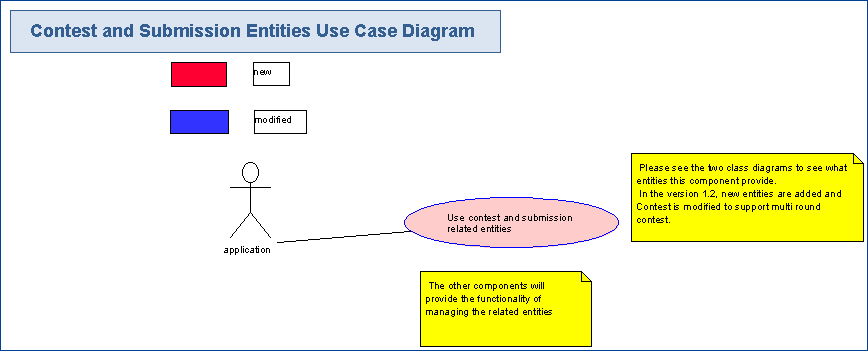 Contest and Submission Entities Use Case Diagram
new
modified
Please see the two class diagrams to see what
entities this component provide.
In the version 1.2, new entities are added and
Contest is modified to support multi round
contest.
Use contest and submission
related entities
application
The other components will
provide the functionality of
managing the related entities